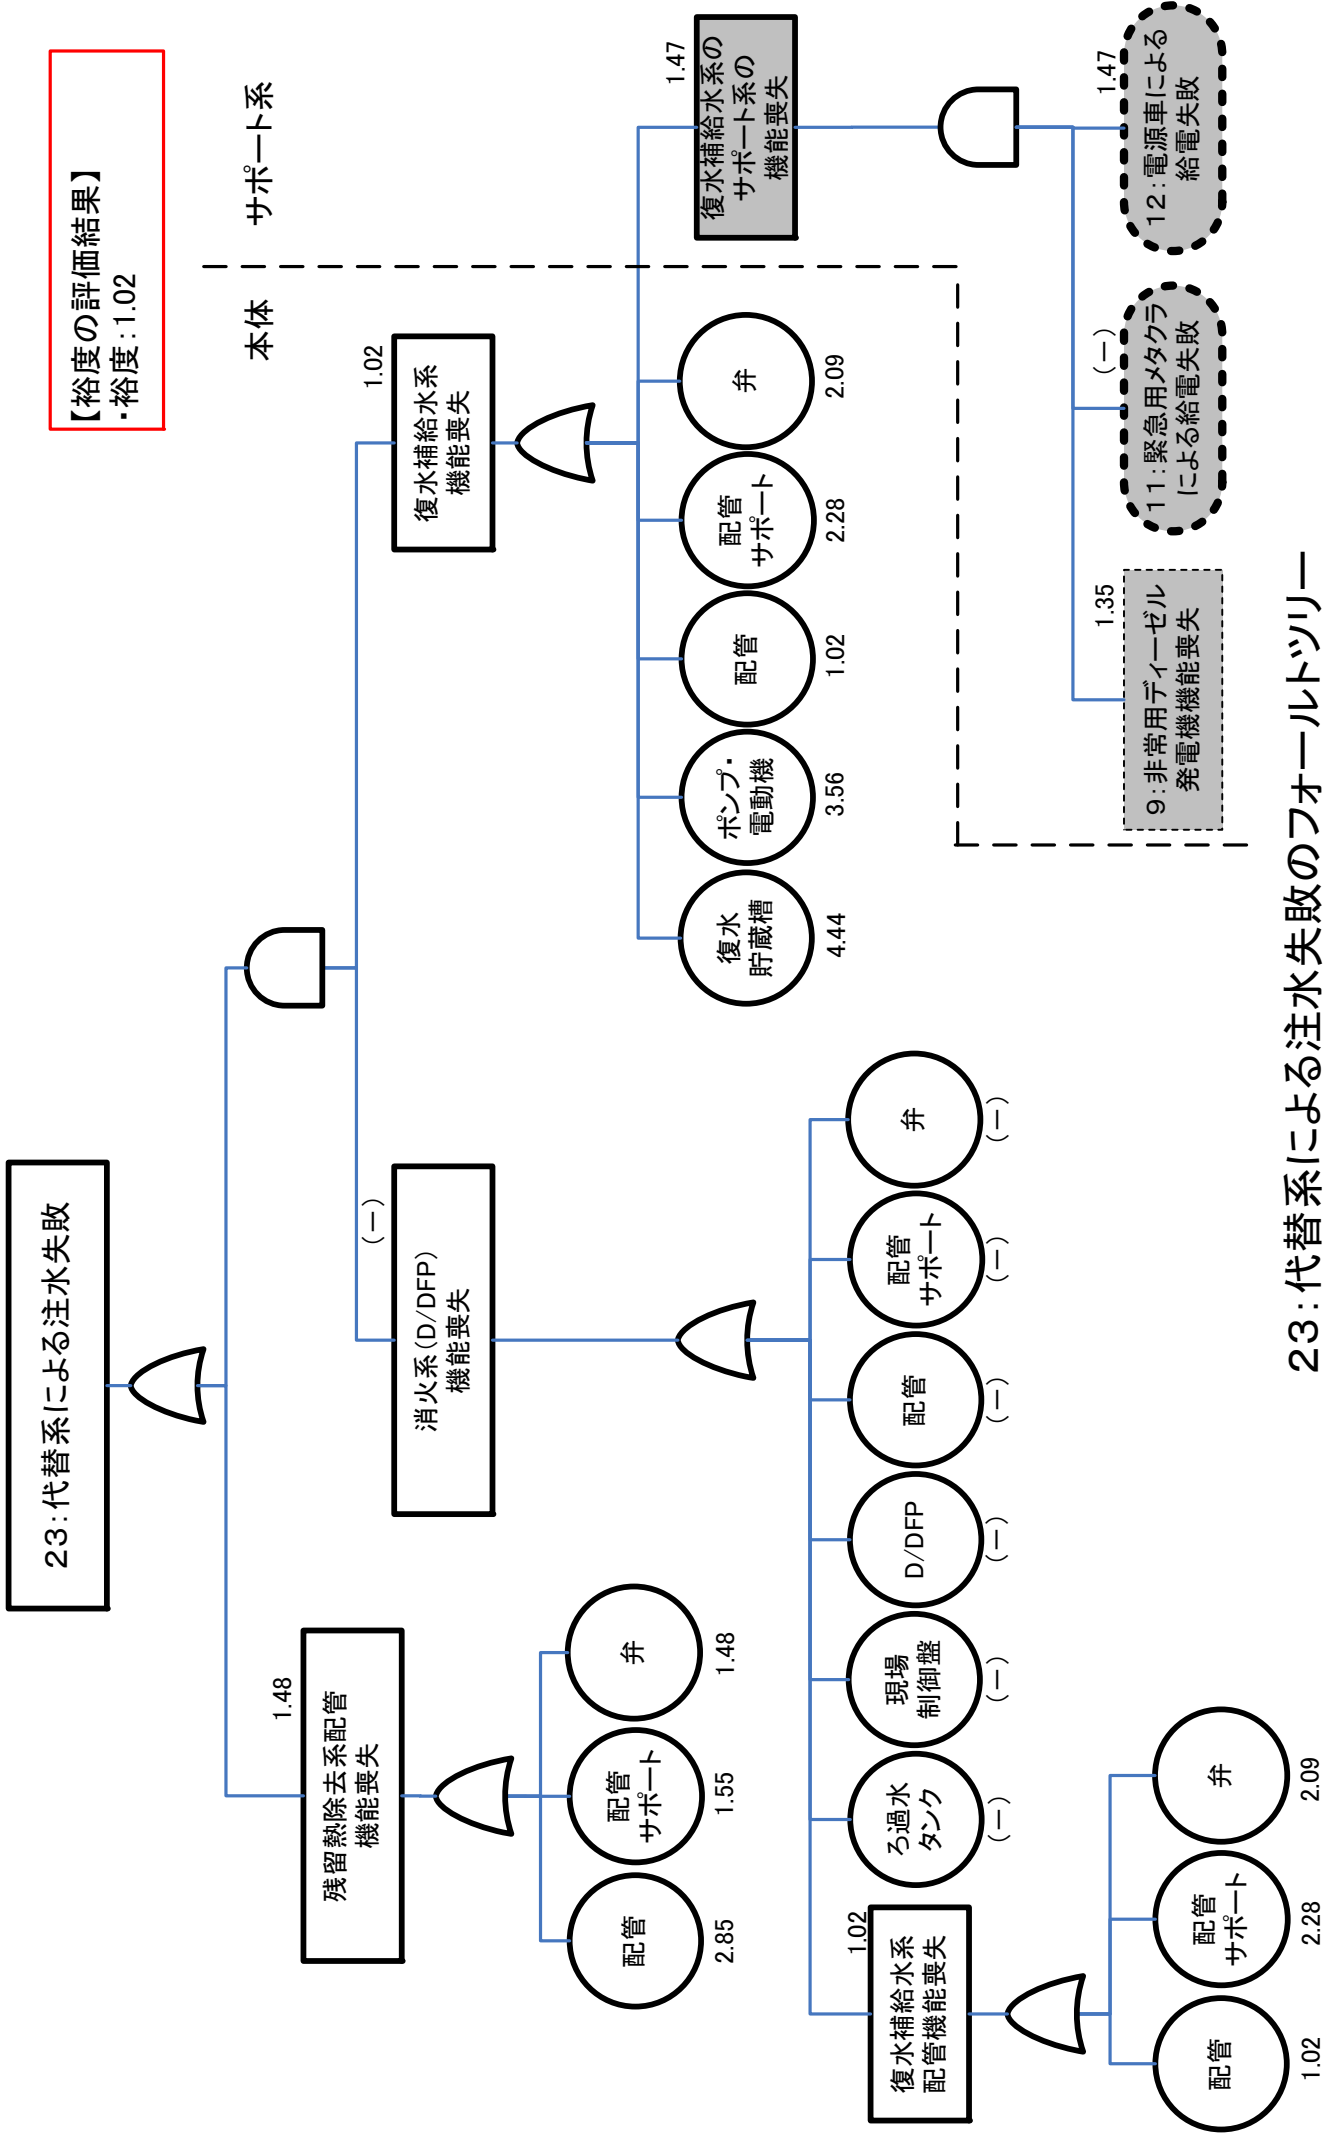 【裕度の評価結果】
・裕度：1.02
本体
サポート系
23：代替系による注水失敗
1.48
残留熱除去系配管
機能喪失
配管
2.85
配管
サポート
1.55
弁
1.48
(－)
消火系(D/DFP)
機能喪失
1.02
復水補給水系
配管機能喪失
配管
1.02
配管
サポート
2.28
弁
2.09
ろ過水
タンク
(－)
現場
制御盤
(－)
D/DFP
(－)
配管
(－)
配管
サポート
(－)
弁
(－)
1.02
復水補給水系
機能喪失
復水
貯蔵槽
4.44
ポンプ・
電動機
3.56
配管
1.02
配管
サポート
2.28
弁
2.09
1.47
復水補給水系の
サポート系の
機能喪失
1.35
9：非常用ディーゼル
発電機機能喪失
(－)
11：緊急用メタクラ
による給電失敗
1.47
12：電源車による
給電失敗
23：代替系による注水失敗のフォールトツリー